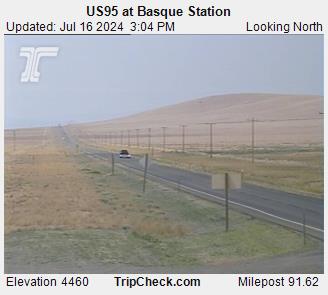 US95 at Basque Station
Updated: Jul 16 2024 3:04 PM Looking North
Elevation 4460 TripCheck.com Milepost 91.62